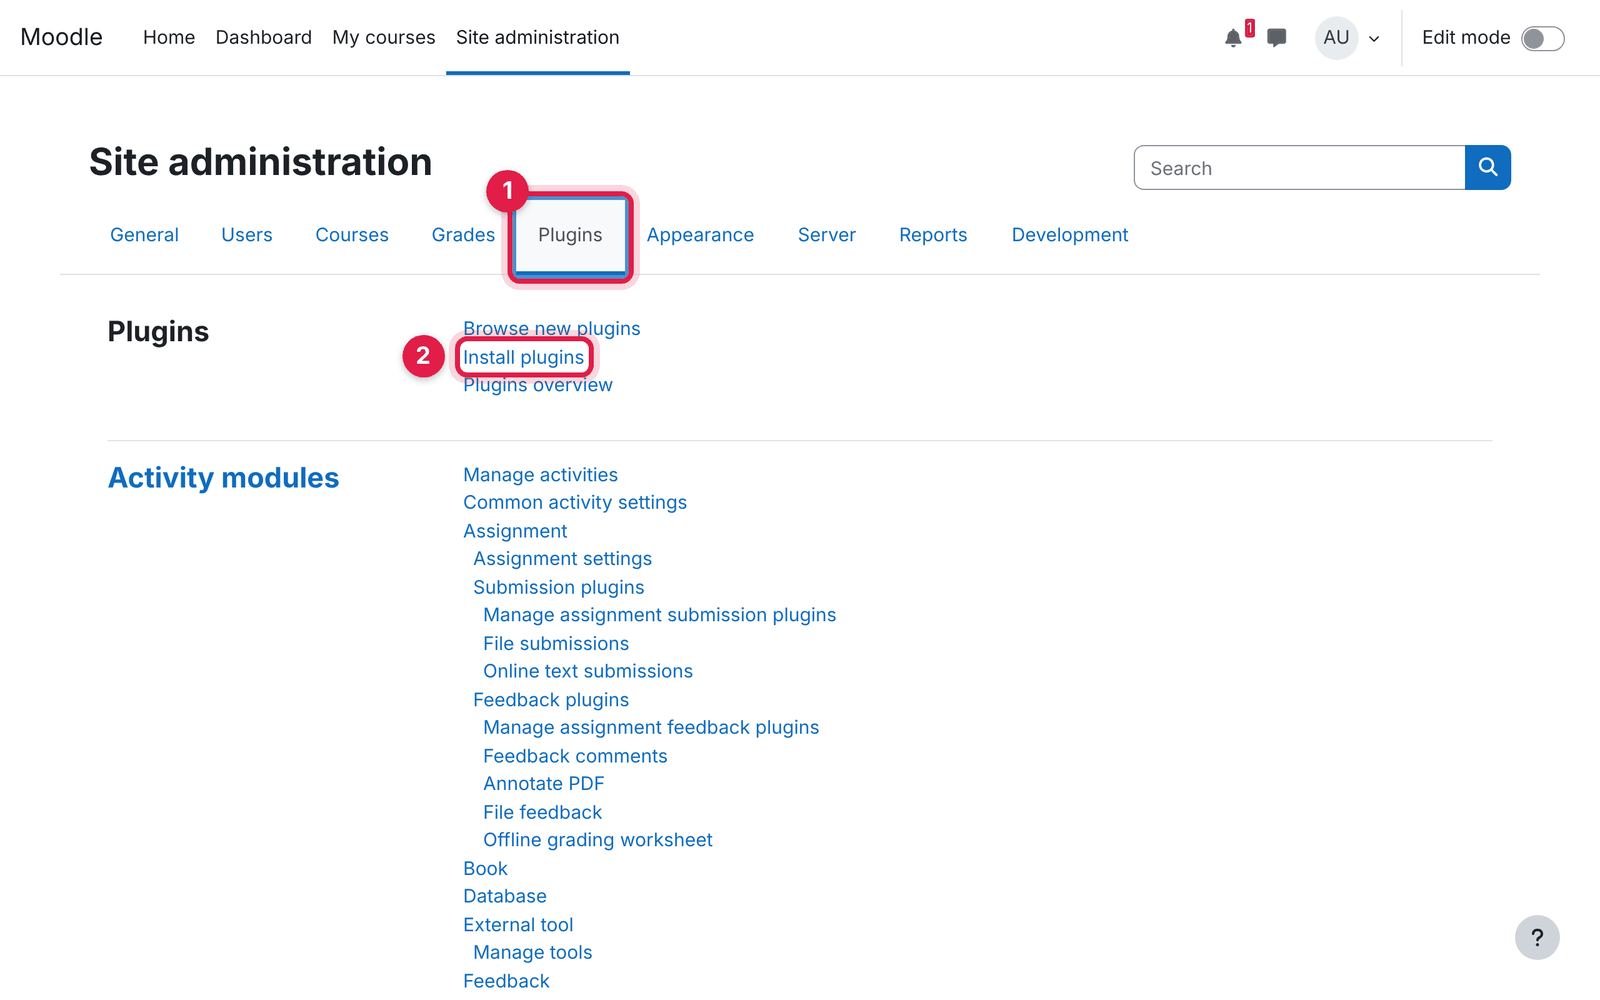 Moodle Home Dashboard My courses Site administration 1 AU Edit mode
Site administration
Search
1
General Users Courses Grades Plugins Appearance Server Reports Development
Plugins
Browse new plugins
2
Install plugins
Plugins overview
Activity modules
Manage activities
Common activity settings
Assignment
Assignment settings
Submission plugins
Manage assignment submission plugins
File submissions
Online text submissions
Feedback plugins
Manage assignment feedback plugins
Feedback comments
Annotate PDF
File feedback
Offline grading worksheet
Book
Database
External tool
Manage tools
Feedback
?